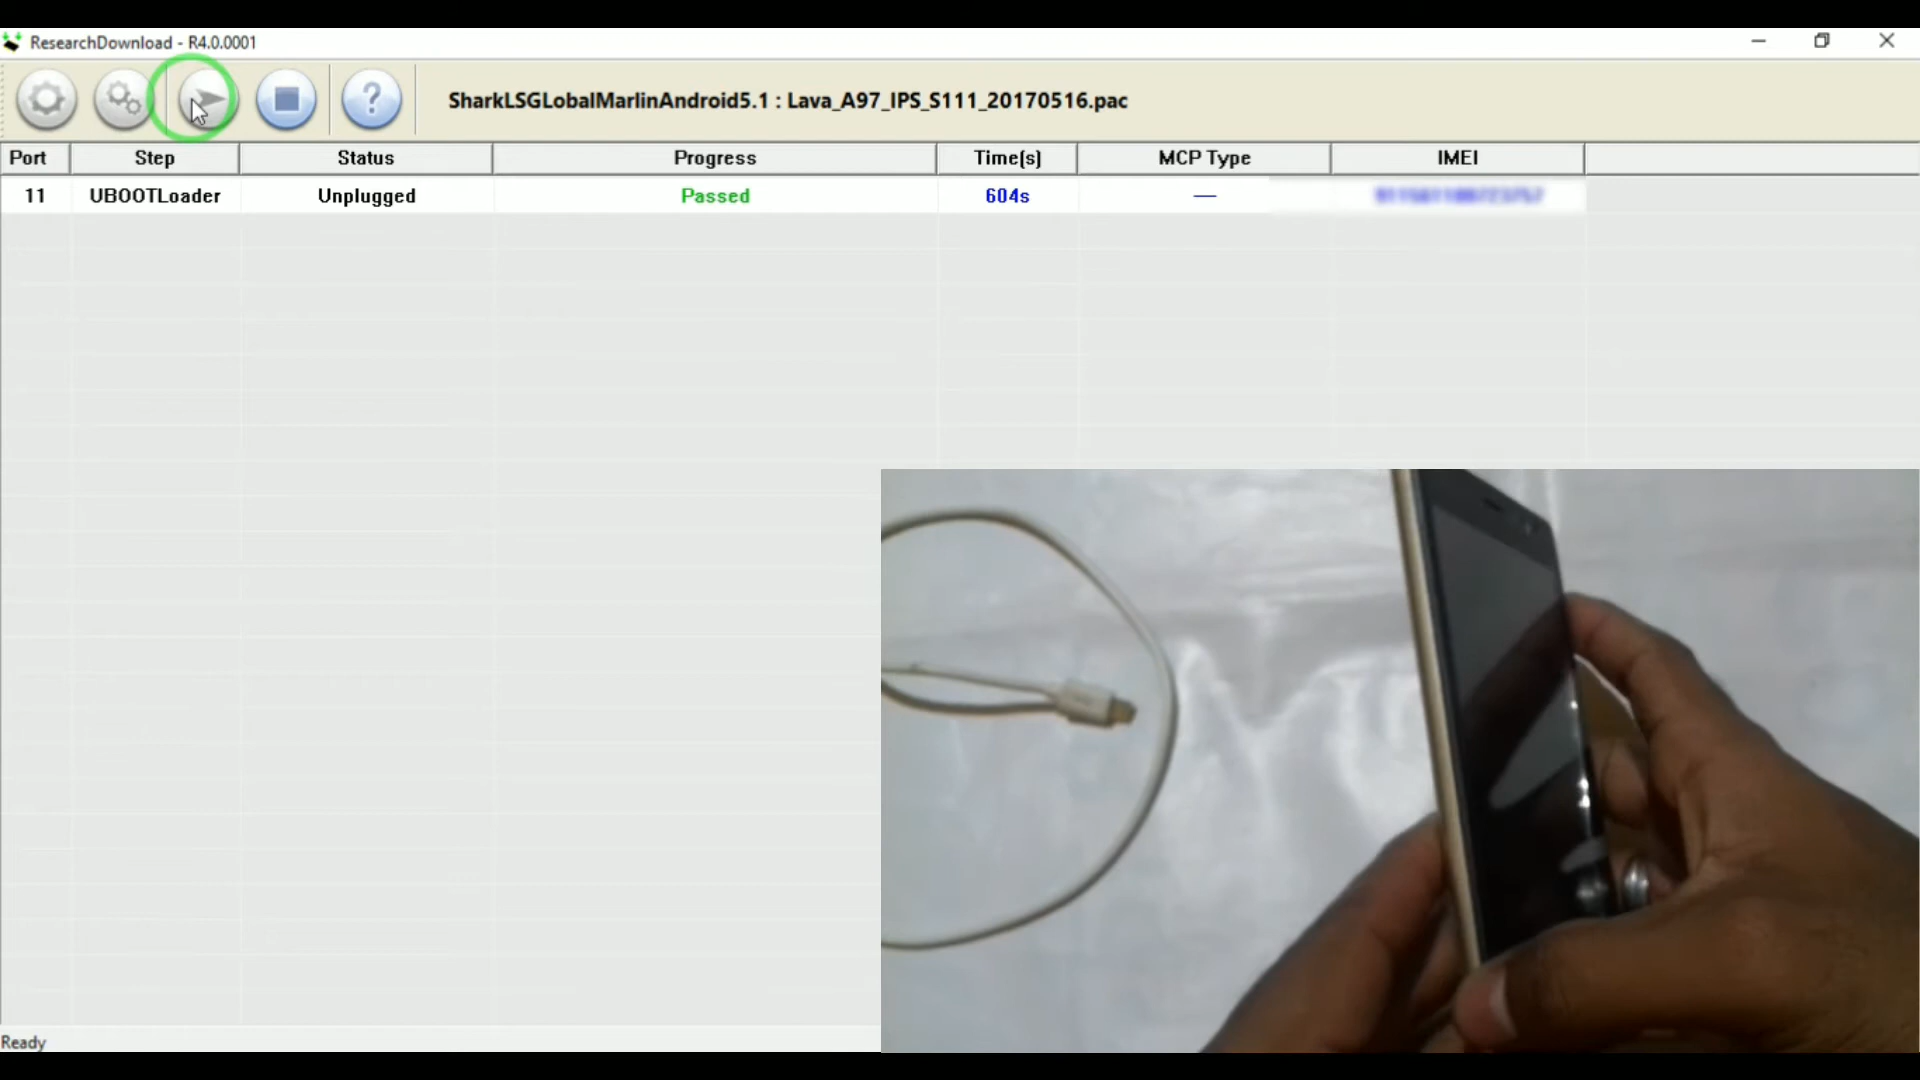 ResearchDownload - R4.0.0001
?
SharkLSGLobalMarlinAndroid5.1 : Lava_A97_IPS_S111_20170516.pac
Port Step Status Progress Time(s) MCP Type IMEI
11 UBOOTLoader Unplugged Passed 604s —
Ready